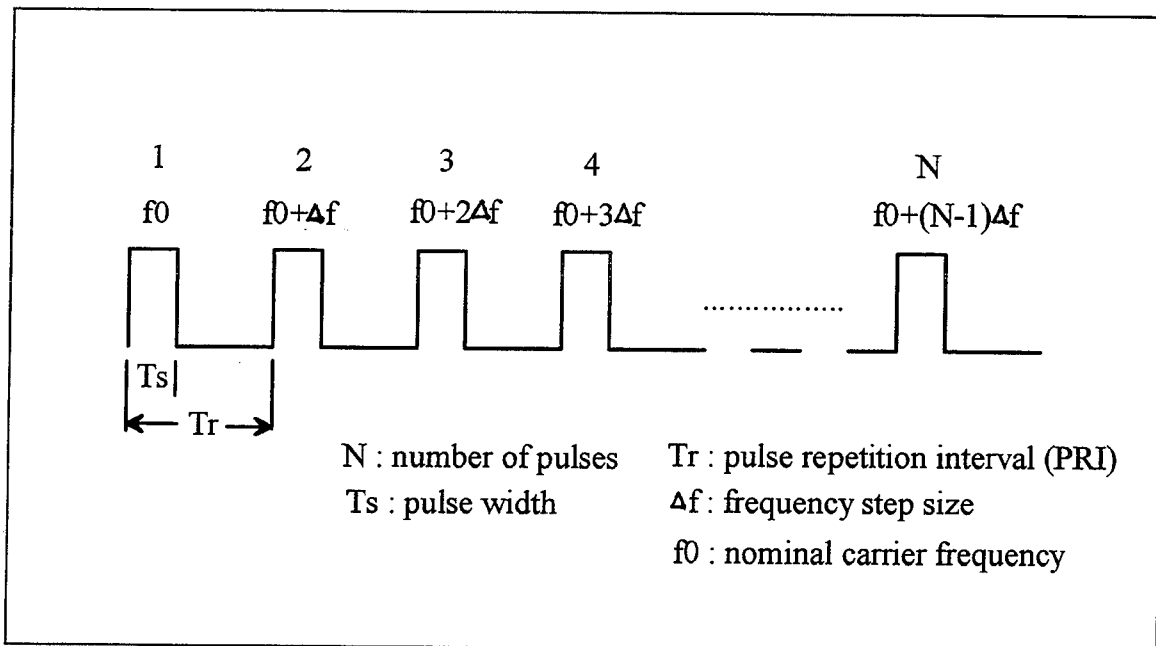 1 2 3 4 N
f0 f0+Δf f0+2Δf f0+3Δf f0+(N-1)Δf
....................
Ts
Tr
N : number of pulses Tr : pulse repetition interval (PRI)
Ts : pulse width Δf : frequency step size
f0 : nominal carrier frequency